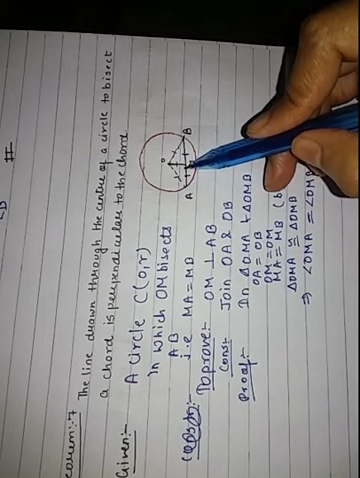 The line drawn through the centre of a circle to bisect
a chord is perpendicular to the chord
Given:- A circle C(O,r)
in which OM bisects
AB
i.e MA=MB
To prove:- OM ⊥ AB
Cons:- Join OA & OB
Proof:- In ΔOMA & ΔOMB
OA = OB
OM = OM
MA = MB (b
ΔOMA ≅ ΔOMB
⇒ ∠OMA = ∠OMB
O
A
B